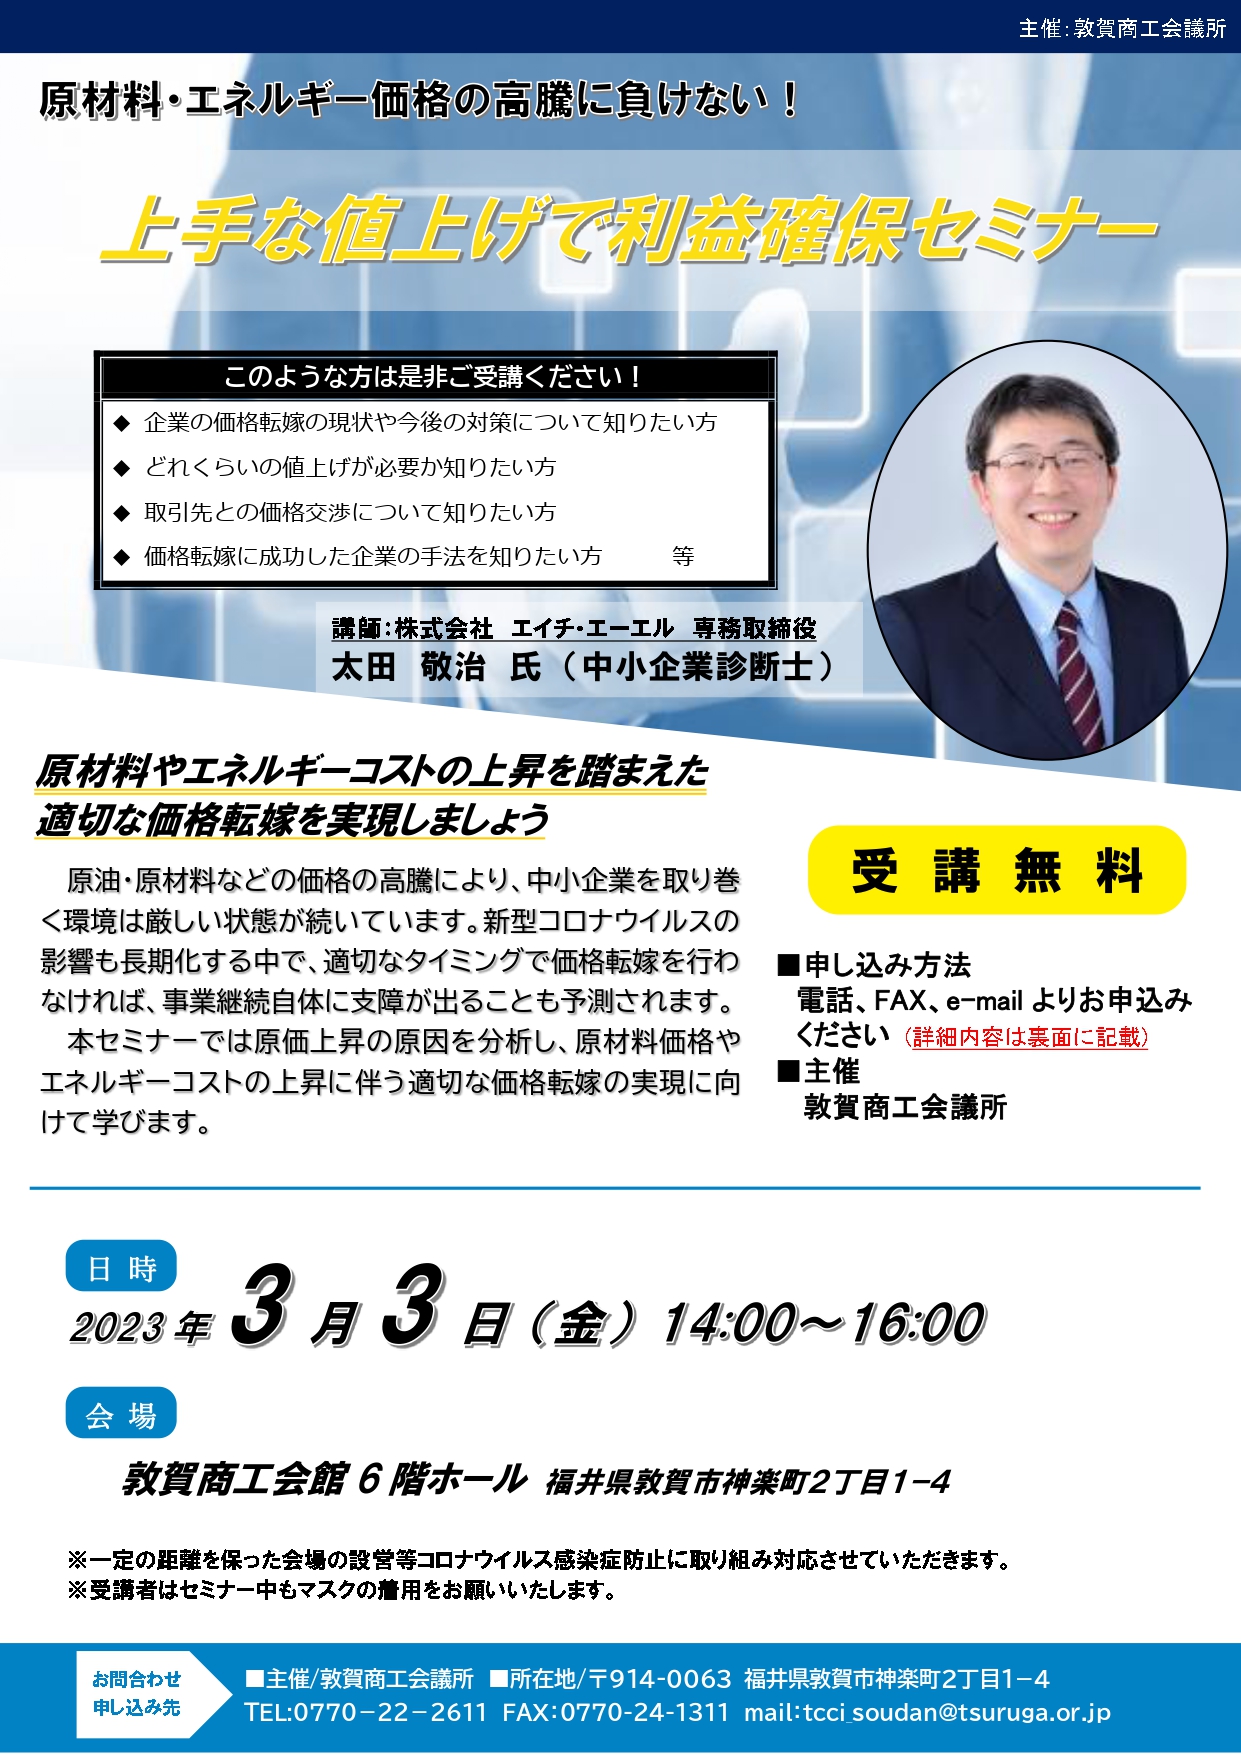 主催：敦賀商工会議所
原材料・エネルギー価格の高騰に負けない！
上手な値上げで利益確保セミナー
このような方は是非ご受講ください！
◆ 企業の価格転嫁の現状や今後の対策について知りたい方
◆ どれくらいの値上げが必要か知りたい方
◆ 取引先との価格交渉について知りたい方
◆ 価格転嫁に成功した企業の手法を知りたい方　　　等
講師：株式会社　エイチ・エーエル　専務取締役
太田　敬治　氏（中小企業診断士）
原材料やエネルギーコストの上昇を踏まえた
適切な価格転嫁を実現しましょう
原油・原材料などの価格の高騰により、中小企業を取り巻
く環境は厳しい状態が続いています。新型コロナウイルスの
影響も長期化する中で、適切なタイミングで価格転嫁を行わ
なければ、事業継続自体に支障が出ることも予測されます。
本セミナーでは原価上昇の原因を分析し、原材料価格や
エネルギーコストの上昇に伴う適切な価格転嫁の実現に向
けて学びます。
受講無料
■申し込み方法
電話、FAX、e-mail よりお申込み
ください（詳細内容は裏面に記載）
■主催
敦賀商工会議所
日時
2023年3月3日（金）14:00～16:00
会場
敦賀商工会館6階ホール 福井県敦賀市神楽町2丁目1−4
※一定の距離を保った会場の設営等コロナウイルス感染症防止に取り組み対応させていただきます。
※受講者はセミナー中もマスクの着用をお願いいたします。
お問合わせ
申し込み先
■主催/敦賀商工会議所 ■所在地/〒914-0063 福井県敦賀市神楽町2丁目1−4
TEL:0770−22−2611 FAX:0770-24-1311 mail:tcci_soudan@tsuruga.or.jp